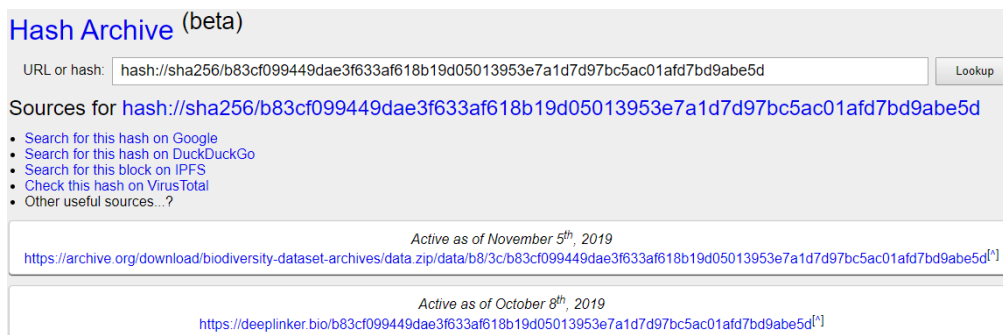 Hash Archive (beta)
URL or hash: hash://sha256/b83cf099449dae3f633af618b19d05013953e7a1d7d97bc5ac01afd7bd9abe5d Lookup
Sources for hash://sha256/b83cf099449dae3f633af618b19d05013953e7a1d7d97bc5ac01afd7bd9abe5d
• Search for this hash on Google
• Search for this hash on DuckDuckGo
• Search for this block on IPFS
• Check this hash on VirusTotal
• Other useful sources...?
Active as of November 5th, 2019
https://archive.org/download/biodiversity-dataset-archives/data.zip/data/b8/3c/b83cf099449dae3f633af618b19d05013953e7a1d7d97bc5ac01afd7bd9abe5d[^]
Active as of October 8th, 2019
https://deeplinker.bio/b83cf099449dae3f633af618b19d05013953e7a1d7d97bc5ac01afd7bd9abe5d[^]